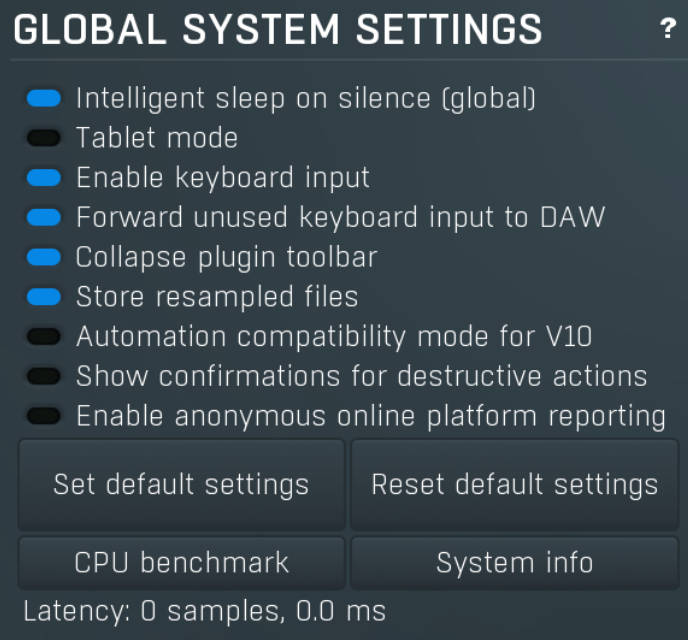 GLOBAL SYSTEM SETTINGS ?
Intelligent sleep on silence (global)
Tablet mode
Enable keyboard input
Forward unused keyboard input to DAW
Collapse plugin toolbar
Store resampled files
Automation compatibility mode for V10
Show confirmations for destructive actions
Enable anonymous online platform reporting
Set default settings Reset default settings
CPU benchmark System info
Latency: 0 samples, 0.0 ms